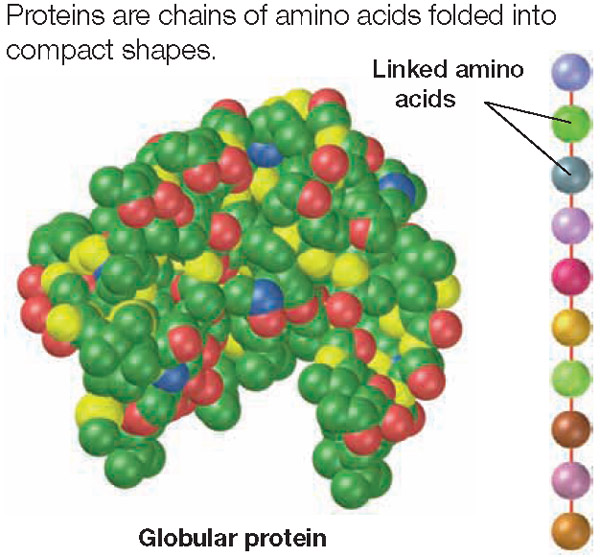 Proteins are chains of amino acids folded into
compact shapes.
Linked amino
acids
Globular protein